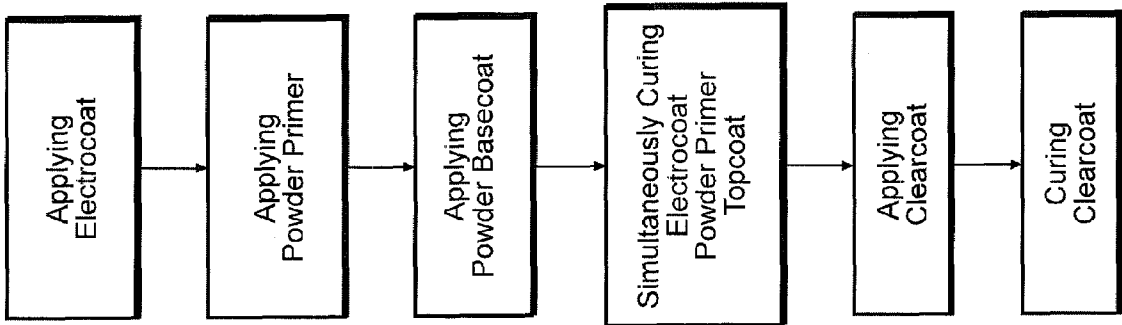 Applying
Electrocoat
Applying
Powder Primer
Applying
Powder Basecoat
Simultaneously Curing
Electrocoat
Powder Primer
Topcoat
Applying
Clearcoat
Curing
Clearcoat